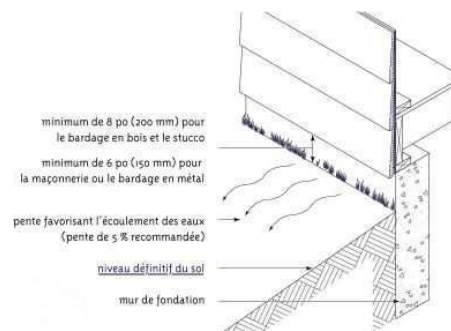 minimum de 8 po (200 mm) pour
le bardage en bois et le stucco
minimum de 6 po (150 mm) pour
la maçonnerie ou le bardage en métal
pente favorisant l'écoulement des eaux
(pente de 5 % recommandée)
niveau définitif du sol
mur de fondation